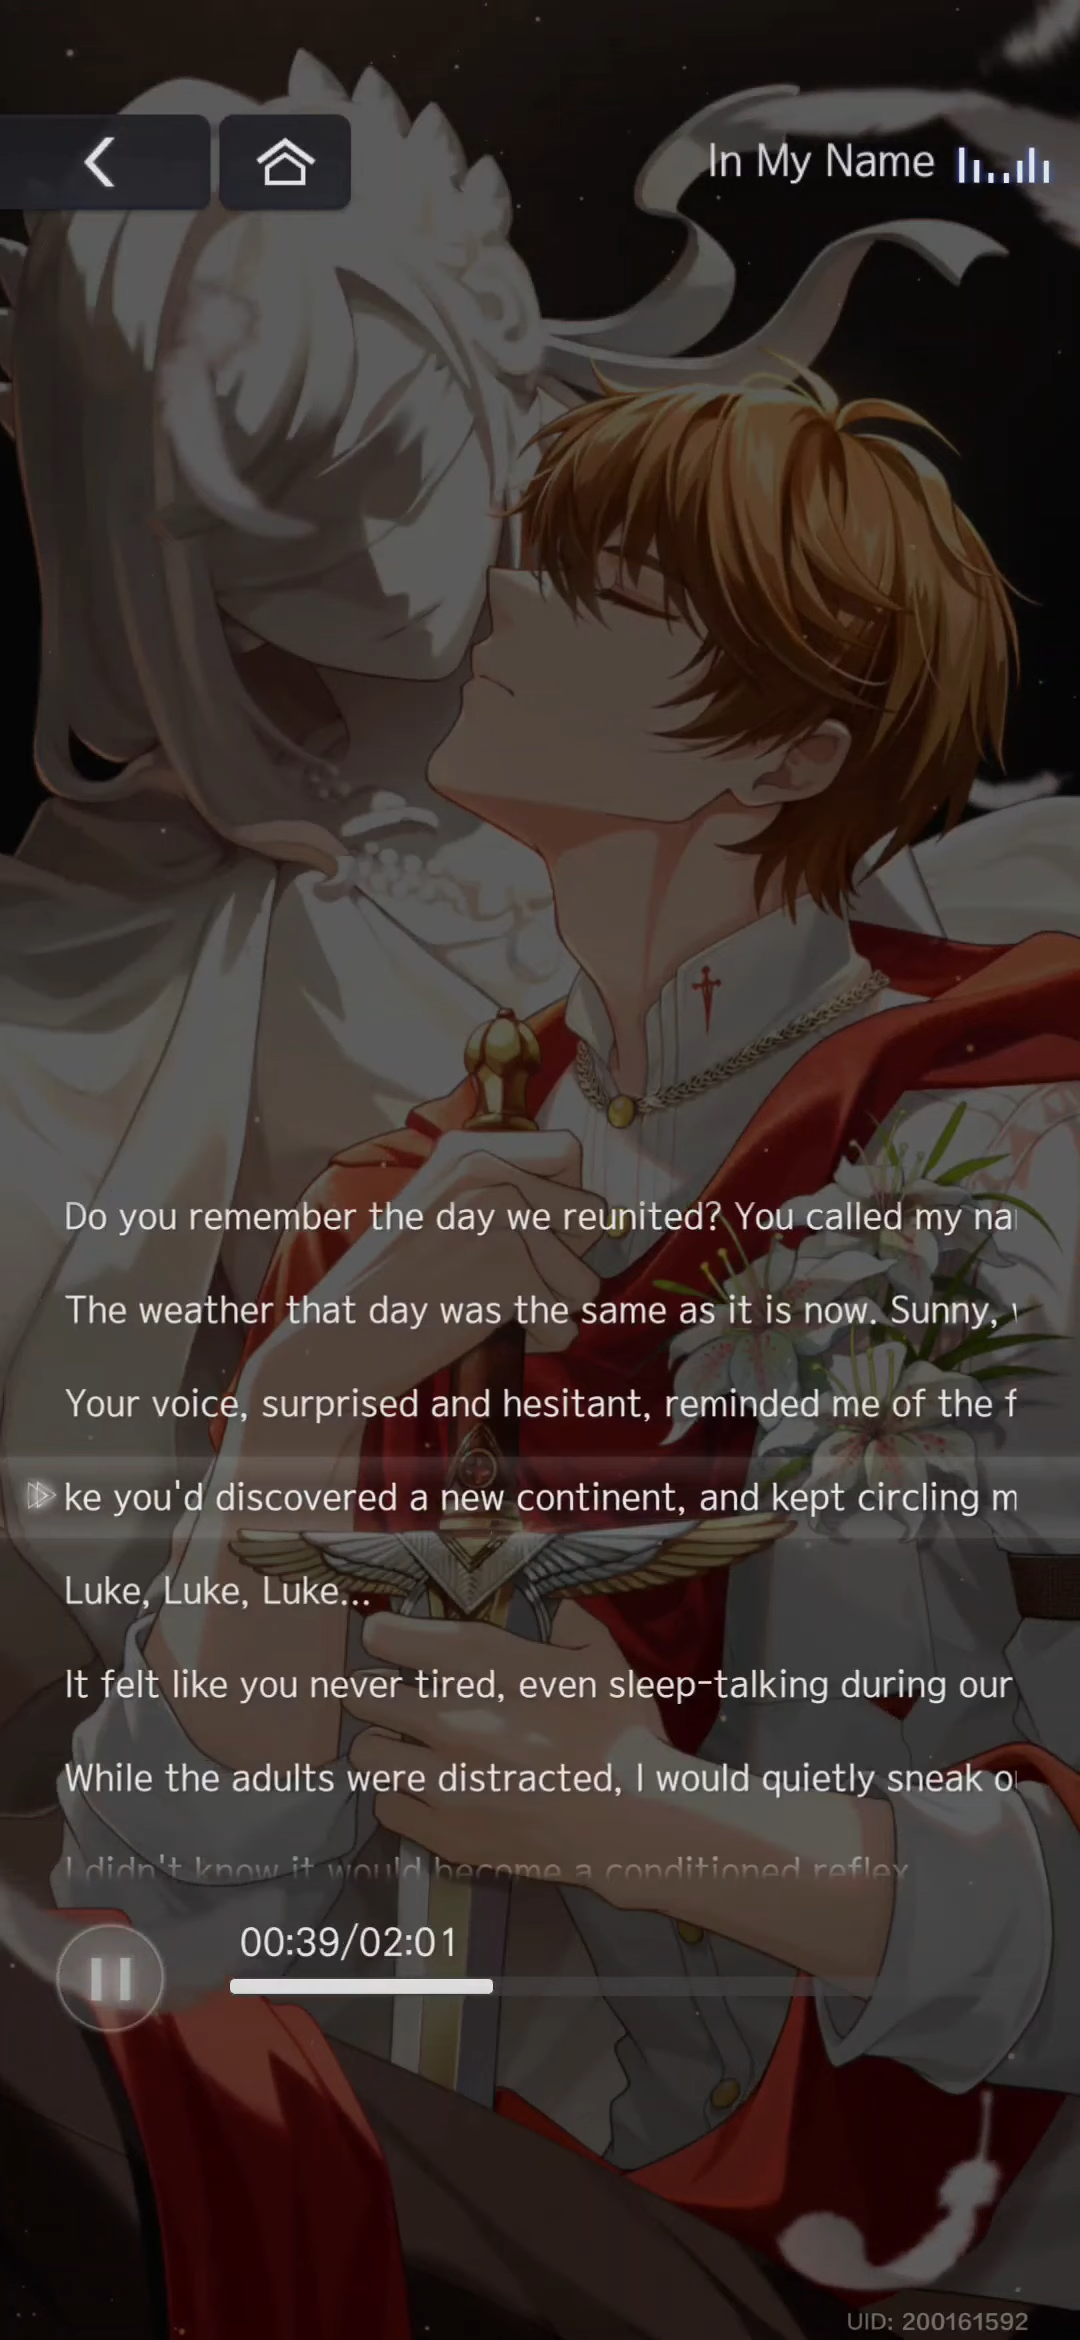 In My Name
Do you remember the day we reunited? You called my
The weather that day was the same as it is now. Sunny,
Your voice, surprised and hesitant, reminded me of the
ke you'd discovered a new continent, and kept circling
Luke, Luke, Luke...
It felt like you never tired, even sleep-talking during our
While the adults were distracted, I would quietly sneak
I didn't know it would become a conditioned reflex
00:39/02:01
UID: 200161592